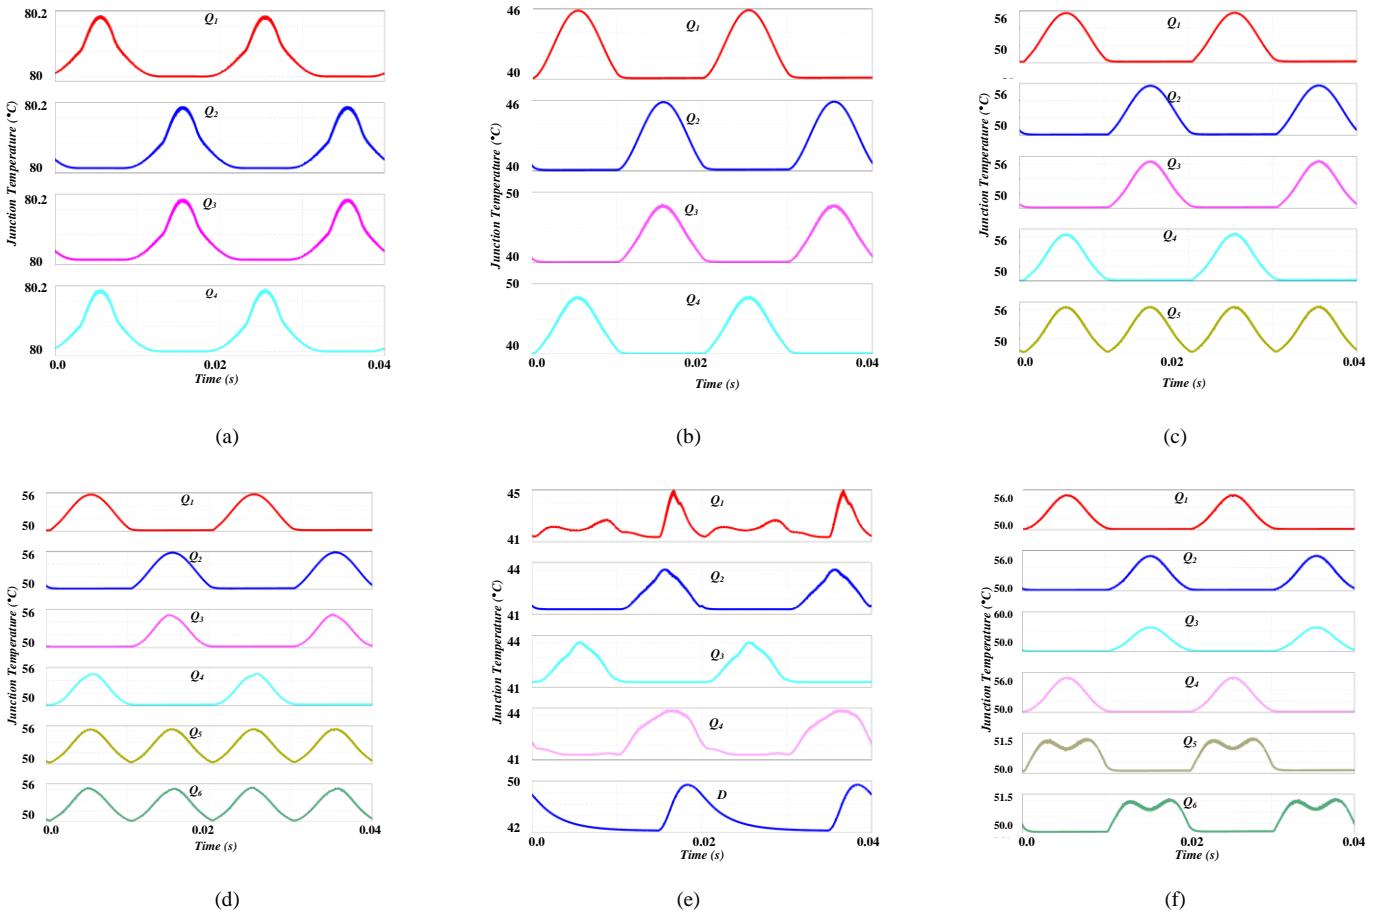 80.2
Q1
80
80.2
Q2
80
80.2
Q3
80
80.2
Q4
80
0.0
0.02
0.04
Time (s)
Junction Temperature (°C)
(a)
46
Q1
40
46
Q2
40
50
Q3
40
50
Q4
40
0.0
0.02
0.04
Time (s)
Junction Temperature (°C)
(b)
56
Q1
50
56
Q2
50
56
Q3
50
56
Q4
50
56
Q5
50
0.0
0.02
0.04
Time (s)
Junction Temperature (°C)
(c)
56
Q1
50
56
Q2
50
56
Q3
50
56
Q4
50
56
Q5
50
56
Q6
50
0.0
0.02
0.04
Time (s)
Junction Temperature (°C)
(d)
45
Q1
41
44
Q2
41
44
Q3
41
44
Q4
41
50
D
42
0.0
0.02
0.04
Time (s)
Junction Temperature (°C)
(e)
56.0
Q1
50.0
56.0
Q2
50.0
60.0
Q3
50.0
56.0
Q4
50.0
51.5
Q5
50.0
51.5
Q6
50.0
0.0
0.02
0.04
Time (s)
Junction Temperature (°C)
(f)